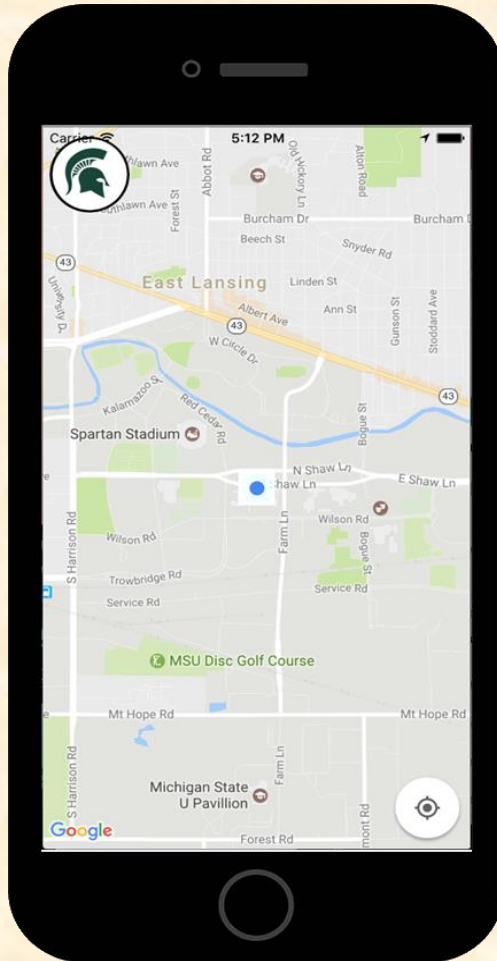 Carrier
5:12 PM
Abbot Rd
Old Hickory Ln
Alton Road
Forest St
Burcham Dr
Beech St
Snyder Rd
43
East Lansing
Linden St
Albert Ave
Ann St
Gunson St
Stoddard Ave
43
W Circle Dr
43
Kalamazoo St
Red Cedar Rd
Bogue St
Spartan Stadium
N Shaw Ln
E Shaw Ln
Wilson Rd
S Harrison Rd
Wilson Rd
Farm Ln
Bogue St
Trowbridge Rd
Service Rd
Service Rd
MSU Disc Golf Course
Mt Hope Rd
Mt Hope Rd
S Harrison Rd
Farm Ln
Michigan State
U Pavillion
mont Rd
Google
Forest Rd